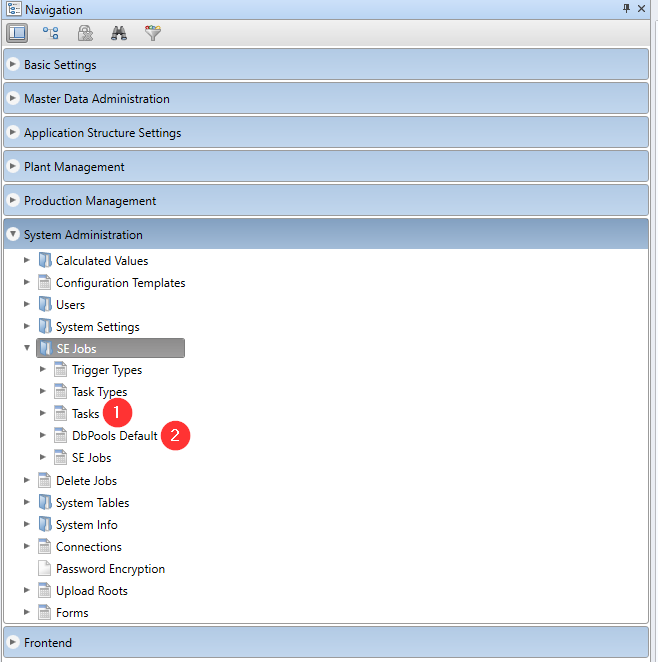 Navigation
Basic Settings
Master Data Administration
Application Structure Settings
Plant Management
Production Management
System Administration
Calculated Values
Configuration Templates
Users
System Settings
SE Jobs
Trigger Types
Task Types
Tasks 1
DbPools Default 2
SE Jobs
Delete Jobs
System Tables
System Info
Connections
Password Encryption
Upload Roots
Forms
Frontend